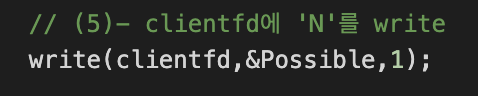 // (5)- clientfd에 'N'를 write
write(clientfd,&Possible,1);